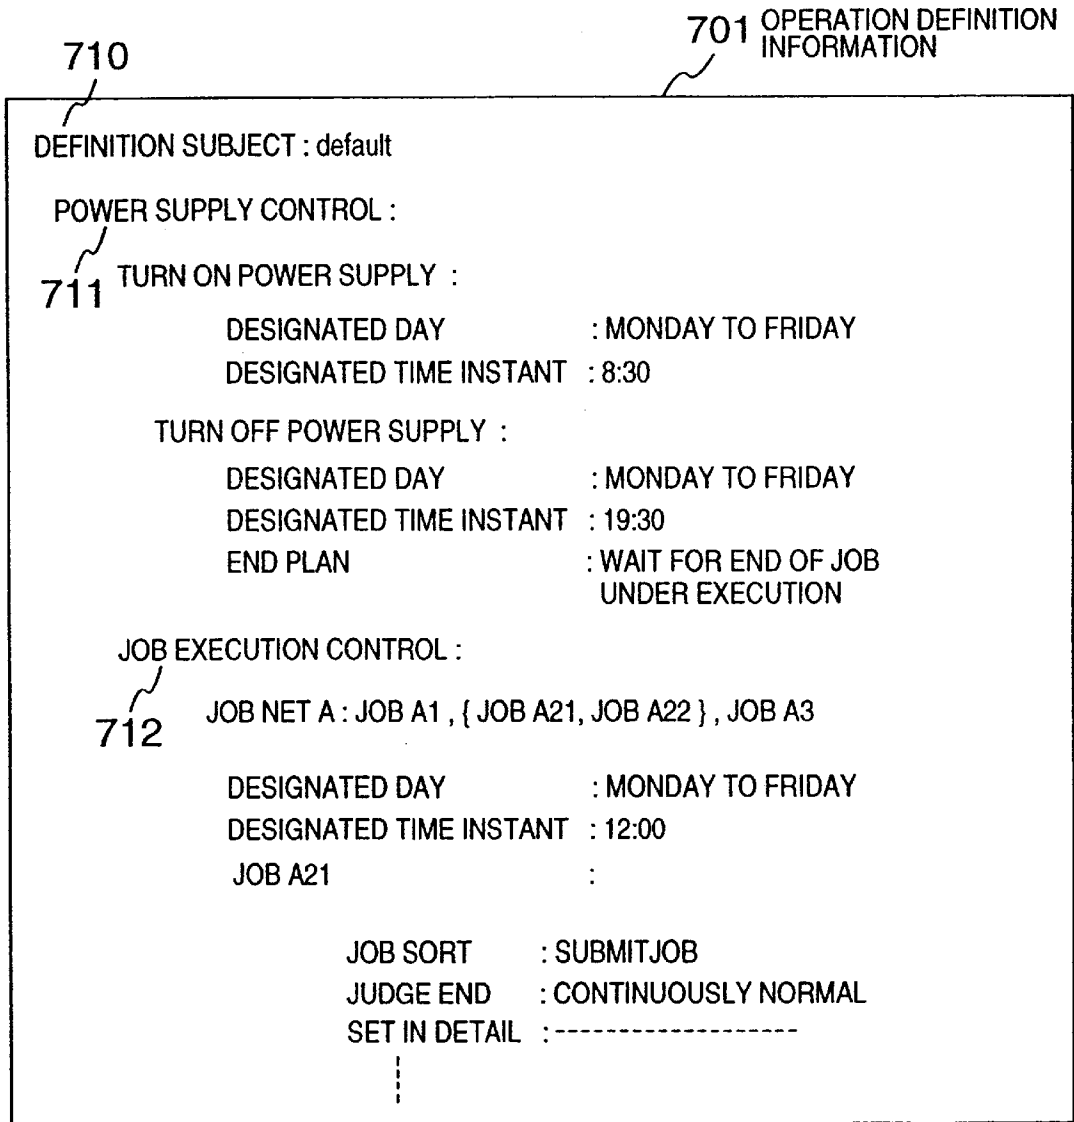 701 OPERATION DEFINITION
INFORMATION
710
DEFINITION SUBJECT : default
POWER SUPPLY CONTROL :
711 TURN ON POWER SUPPLY :
DESIGNATED DAY : MONDAY TO FRIDAY
DESIGNATED TIME INSTANT : 8:30
TURN OFF POWER SUPPLY :
DESIGNATED DAY : MONDAY TO FRIDAY
DESIGNATED TIME INSTANT : 19:30
END PLAN : WAIT FOR END OF JOB
UNDER EXECUTION
JOB EXECUTION CONTROL :
712 JOB NET A : JOB A1 , { JOB A21, JOB A22 } , JOB A3
DESIGNATED DAY : MONDAY TO FRIDAY
DESIGNATED TIME INSTANT : 12:00
JOB A21 :
JOB SORT : SUBMITJOB
JUDGE END : CONTINUOUSLY NORMAL
SET IN DETAIL : -------------------